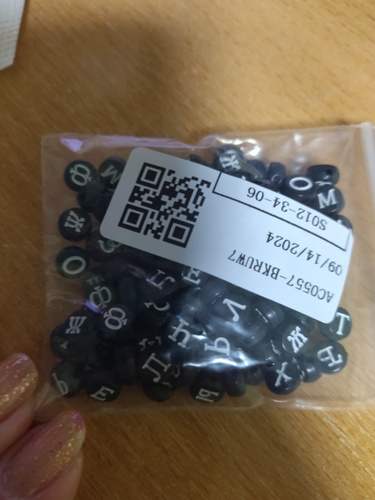 AC0557-BKRUW7
09/14/2024
S012-34-06
Ф
Ж
О
М
Ж
О
Ф
Ф
Е
Л
Ч
Ь
Л
Ж
Х
Ч
Е
Ы
Т